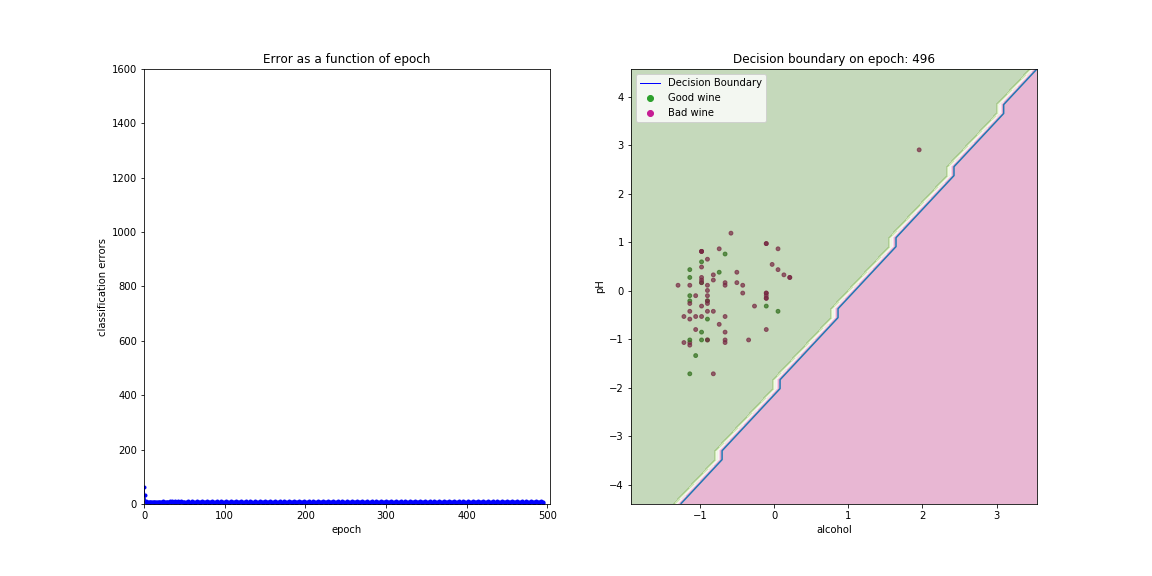 Error as a function of epoch
1600
1400
1200
1000
800
600
400
200
0
classification errors
0 100 200 300 400 500
epoch
Decision boundary on epoch: 496
Decision Boundary
Good wine
Bad wine
4
3
2
1
0
−1
−2
−3
−4
pH
−1 0 1 2 3
alcohol